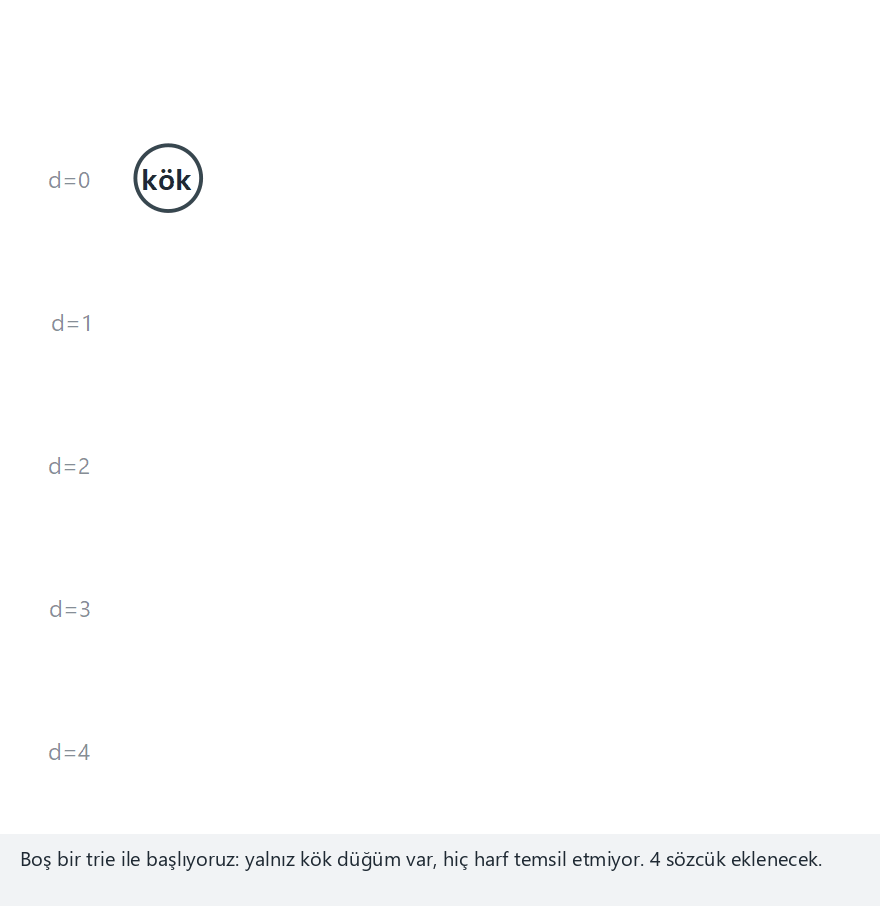 d=0
kök
d=1
d=2
d=3
d=4
Boş bir trie ile başlıyoruz: yalnız kök düğüm var, hiç harf temsil etmiyor. 4 sözcük eklenecek.